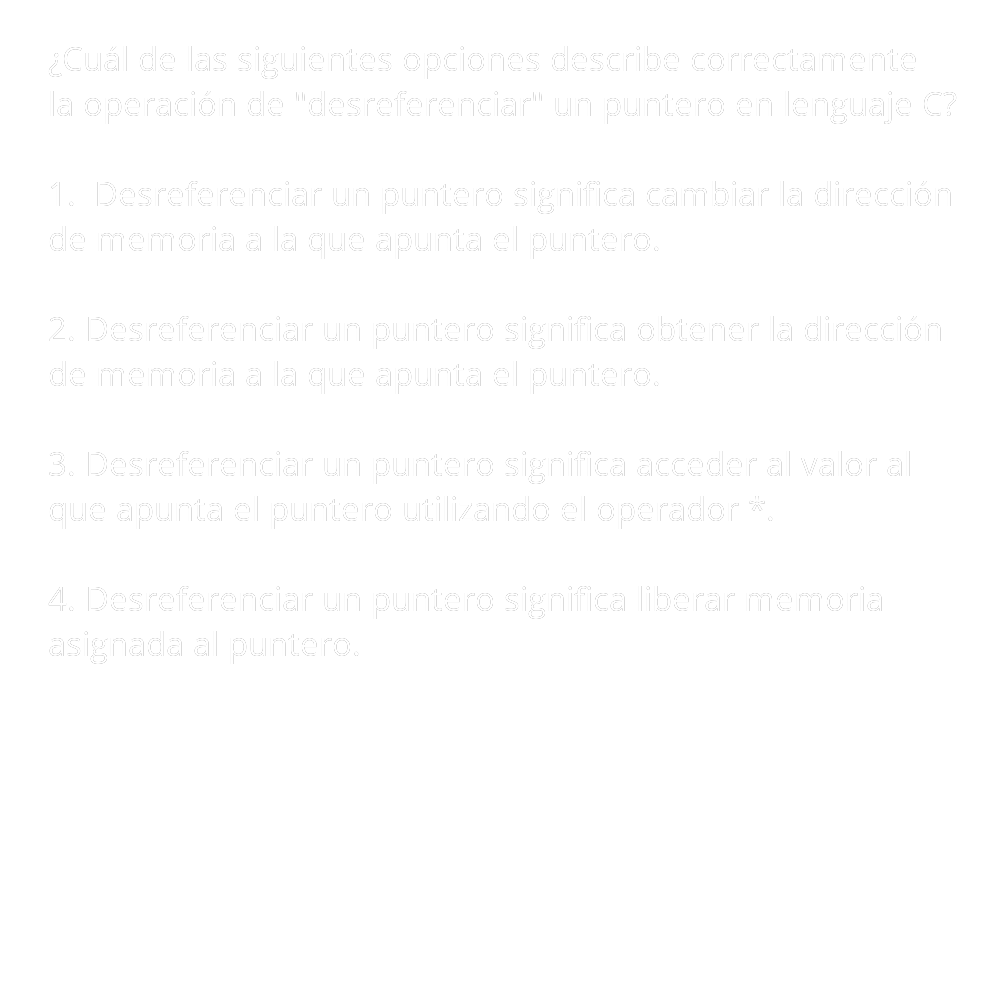 ¿Cuál de las siguientes opciones describe correctamente
la operación de "desreferenciar" un puntero en lenguaje C?
1. Desreferenciar un puntero significa cambiar la dirección
de memoria a la que apunta el puntero.
2. Desreferenciar un puntero significa obtener la dirección
de memoria a la que apunta el puntero.
3. Desreferenciar un puntero significa acceder al valor al
que apunta el puntero utilizando el operador *.
4. Desreferenciar un puntero significa liberar memoria
asignada al puntero.